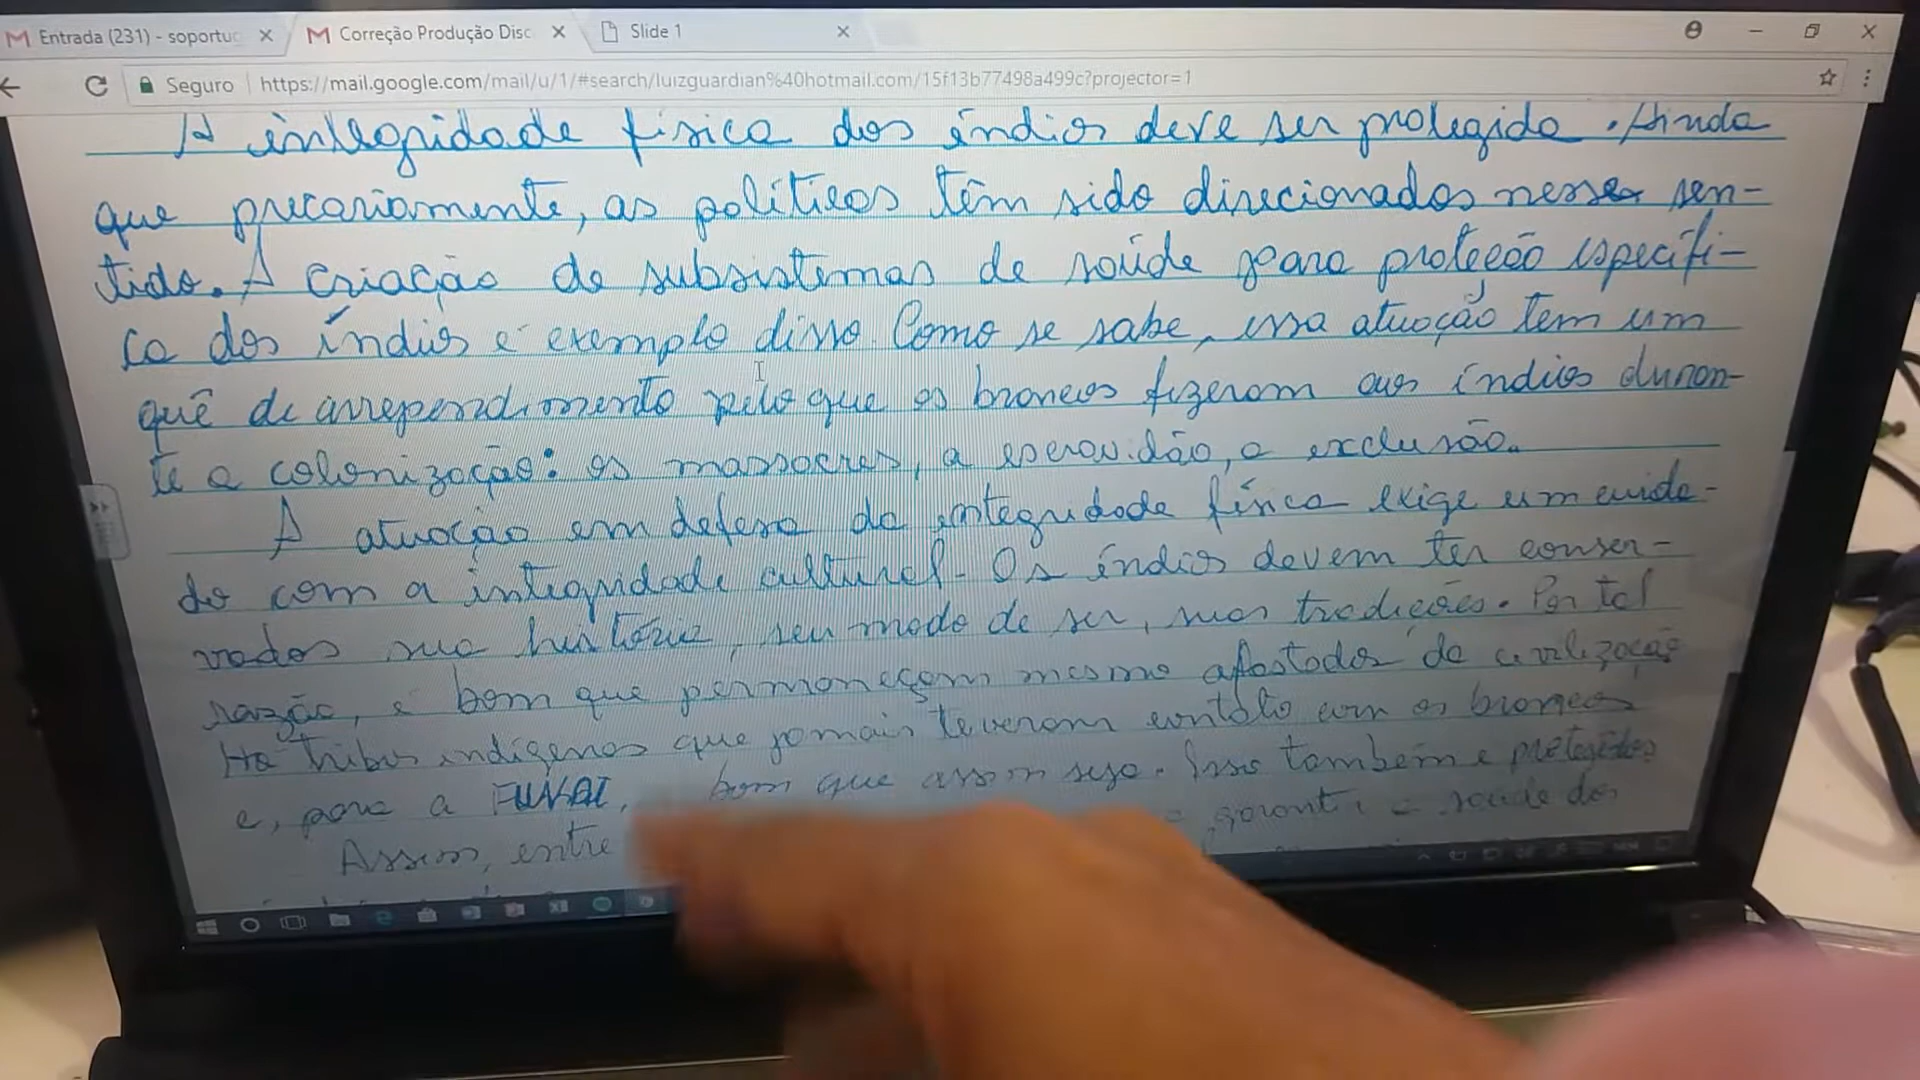 Entrada (231) - soportuc
Correção Produção Disc
Slide 1
Seguro
https://mail.google.com/mail/u/1/#search/luizguardian%40hotmail.com/15f13b77498a499c?projector=1
A integridade física dos índios deve ser protegida. Ainda
que precariamente, as políticas têm sido direcionados nesse sen-
tido. A criação de subsistemas de saúde para proteção específi-
ca dos índios é exemplo disso. Como se sabe, essa atuação tem um
quê de arrependimento pelo que os brancos fizeram aos índios duran-
te a colonização: os massacres, a escravidão, a exclusão.
A atuação em defesa da integridade física exige um cuida-
do com a integridade cultural. Os índios devem ter conser-
vados sua história, seu modo de ser, suas tradições. Por tal
razão, é bom que permaneçam mesmo afastados da civilização
Há tribos indígenas que jamais tiveram contato com os brancos
e, para a FUNAI, bom que assim seja. Isso também é
Assim, entre garanti a saúde dos